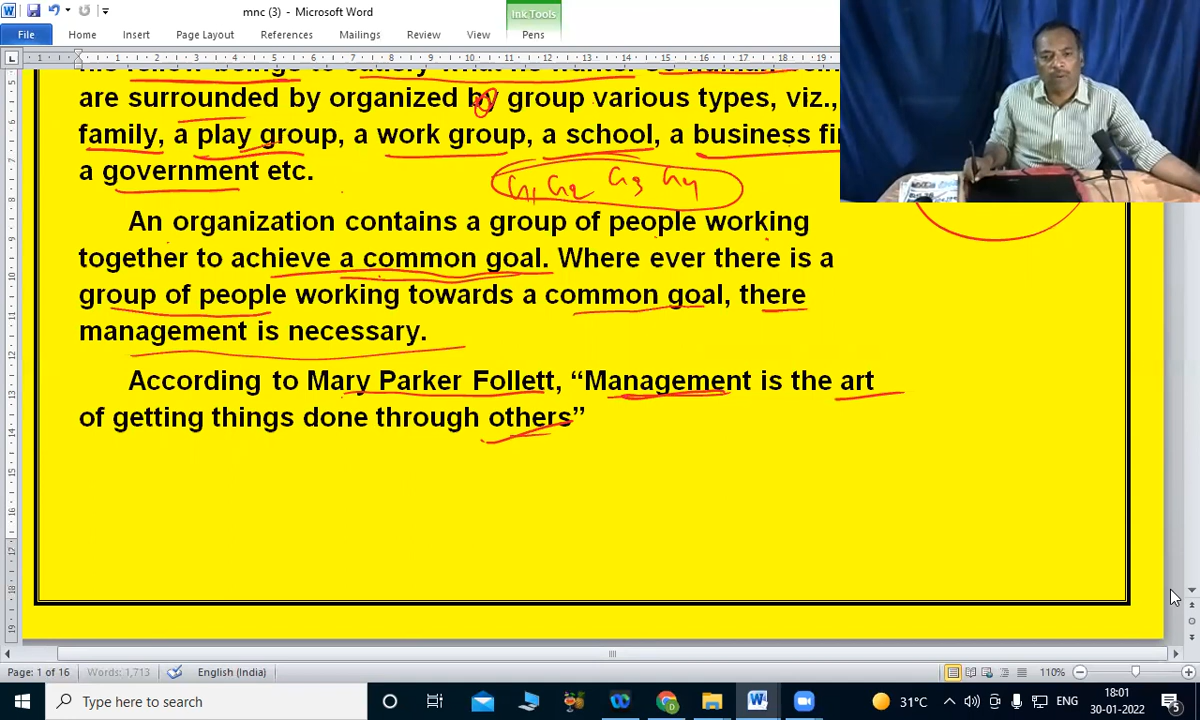 mnc (3) - Microsoft Word
Ink Tools
File Home Insert Page Layout References Mailings Review View Pens
are surrounded by organized by group various types, viz.,
family, a play group, a work group, a school, a business fi
a government etc.
G1 G2 G3 G4
An organization contains a group of people working
together to achieve a common goal. Where ever there is a
group of people working towards a common goal, there
management is necessary.
According to Mary Parker Follett, “Management is the art
of getting things done through others”
Page: 1 of 16 Words: 1,713 English (India) 110%
Type here to search 31°C ENG 18:01
30-01-2022 5